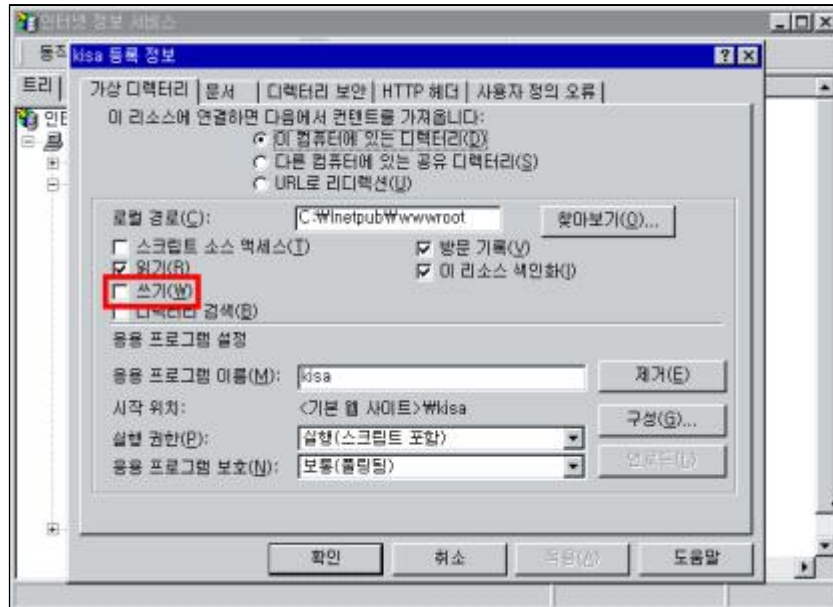 인터넷 정보 서비스
동작
kisa 등록 정보
트리
가상 디렉터리 문서 디렉터리 보안 HTTP 헤더 사용자 정의 오류
이 리소스에 연결하면 다음에서 컨텐트를 가져옵니다:
이 컴퓨터에 있는 디렉터리(D)
다른 컴퓨터에 있는 공유 디렉터리(S)
URL로 리디렉션(U)
로컬 경로(C): C:₩Inetpub₩wwwroot 찾아보기(O)...
스크립트 소스 액세스(T) 방문 기록(V)
읽기(R) 이 리소스 색인화(I)
쓰기(W)
디렉터리 검색(B)
응용 프로그램 설정
응용 프로그램 이름(M): kisa 제거(E)
시작 위치: <기본 웹 사이트>₩kisa
구성(G)...
실행 권한(P): 실행(스크립트 포함)
응용 프로그램 보호(N): 보통(풀링됨) 언로드(L)
확인 취소 적용(A) 도움말